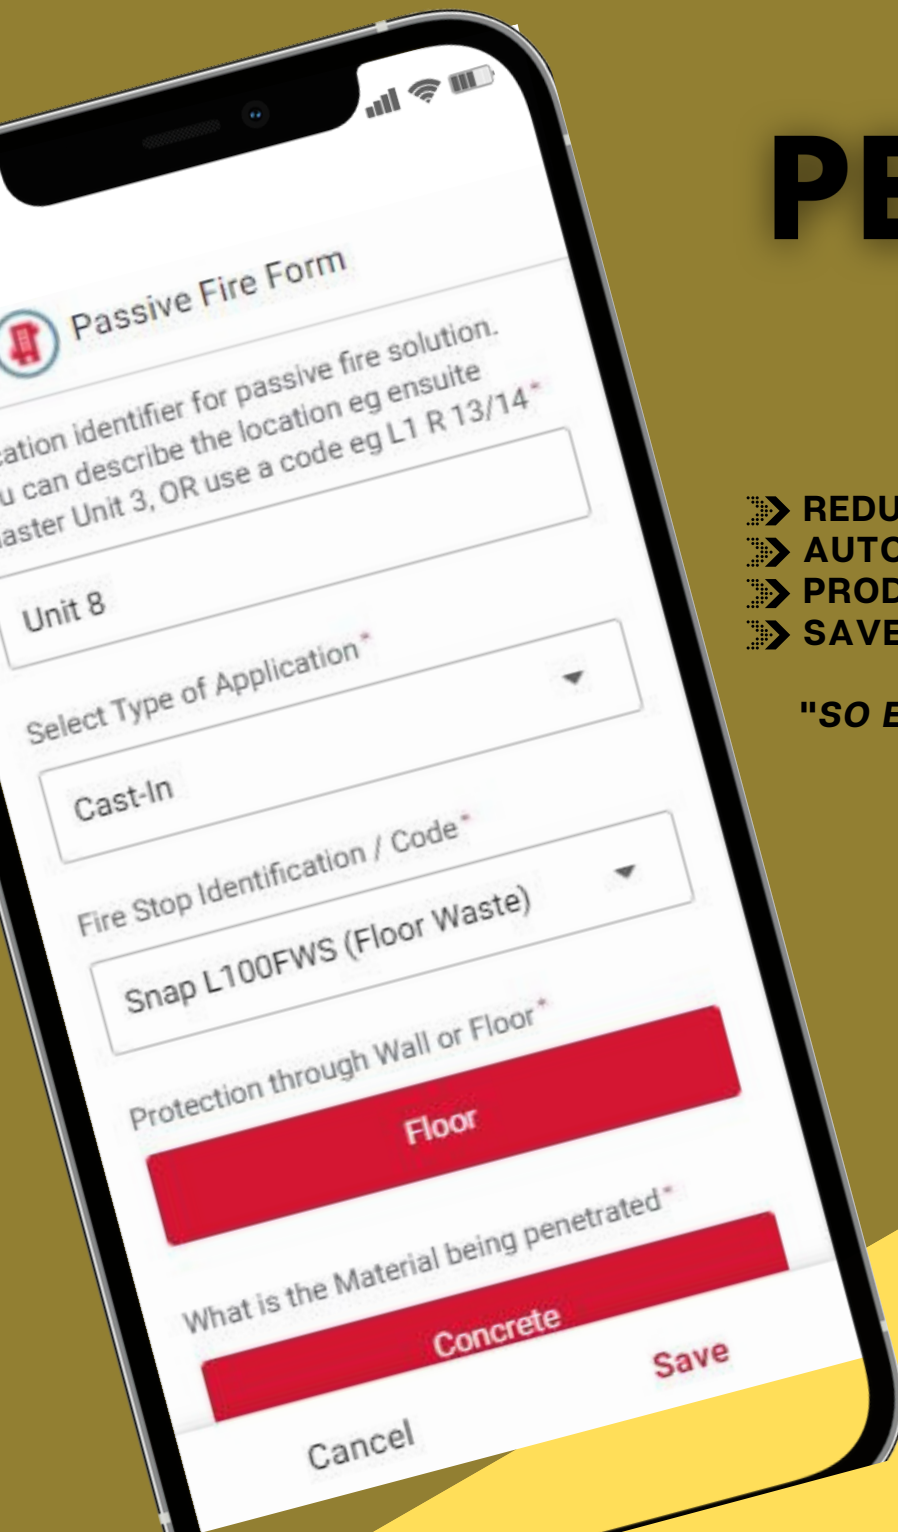 Passive Fire Form
cation identifier for passive fire solution.
u can describe the location eg ensuite
aster Unit 3, OR use a code eg L1 R 13/14*
Unit 8
Select Type of Application*
Cast-In
Fire Stop Identification / Code*
Snap L100FWS (Floor Waste)
Protection through Wall or Floor*
Floor
What is the Material being penetrated*
Concrete
Cancel
Save
PE
REDU
AUTO
PROD
SAVE
"SO E